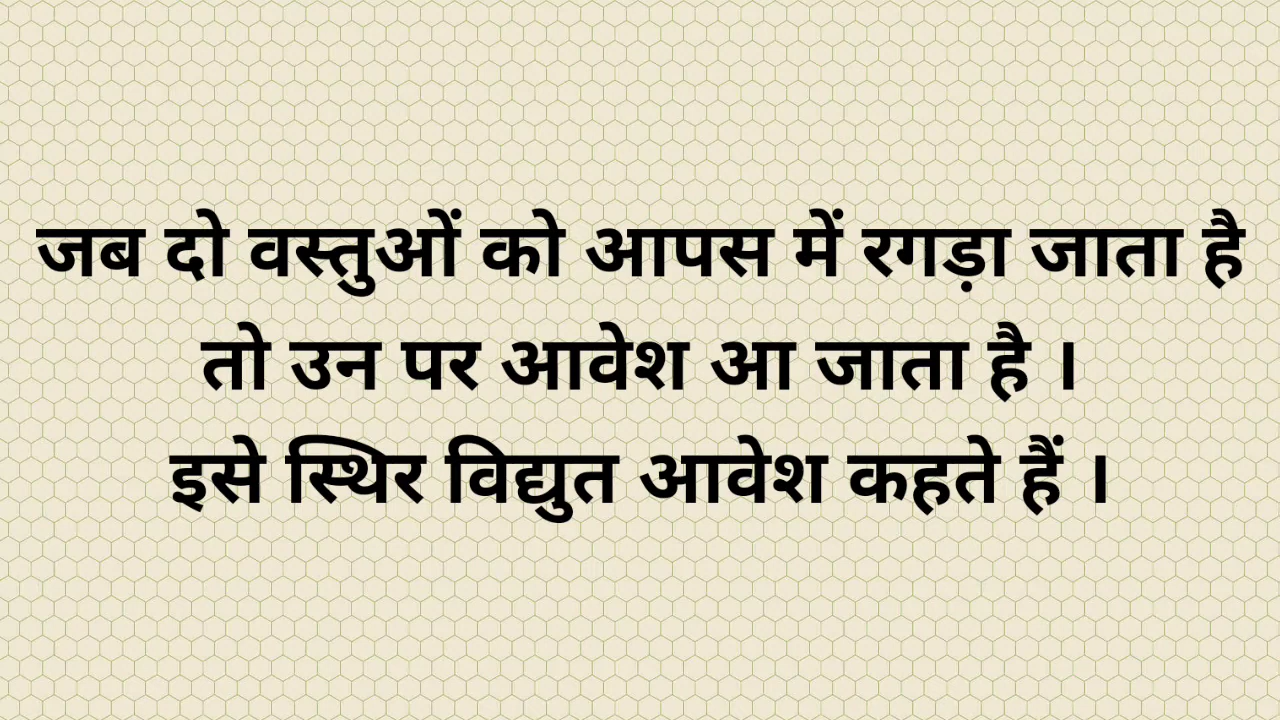 जब दो वस्तुओं को आपस में रगड़ा जाता है
तो उन पर आवेश आ जाता है ।
इसे स्थिर विद्युत आवेश कहते हैं ।